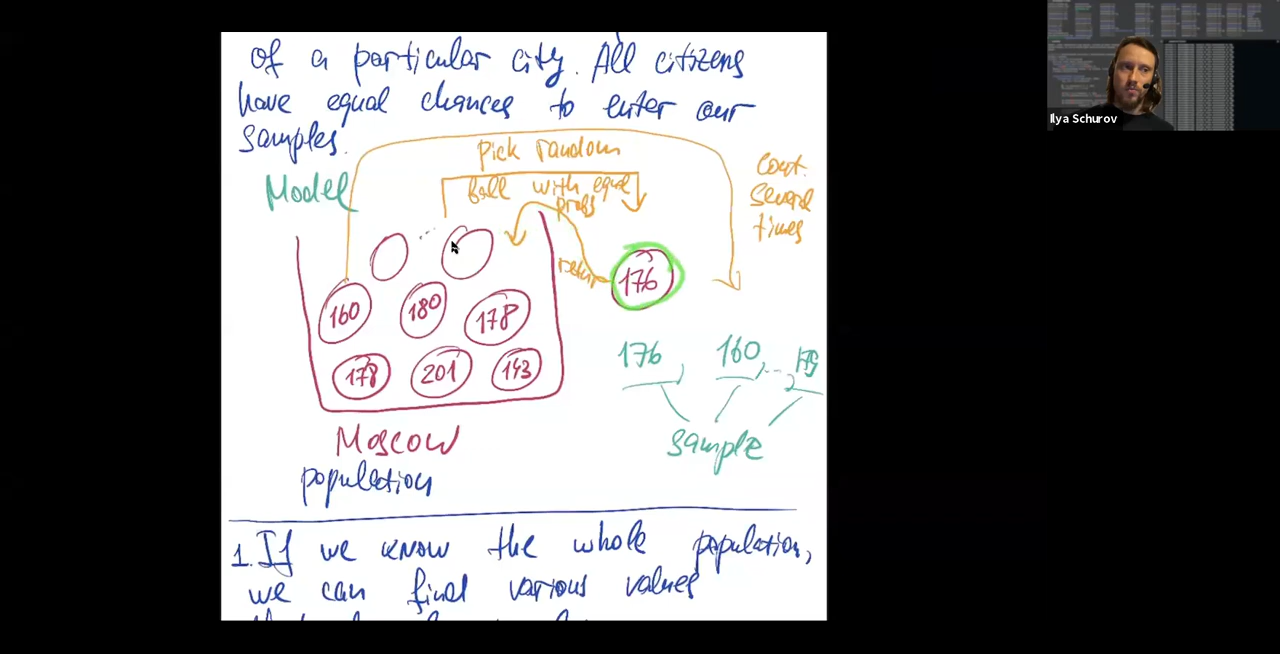 of a particular city. All citizens
have equal chances to enter our
samples.
Model
pick random
ball with equal
probs
cont.
several
times
return
176
160 180 178
178 201 143
176, 160, ...,
sample
Moscow
population
1. If we know the whole population,
we can find various values
Ilya Schurov